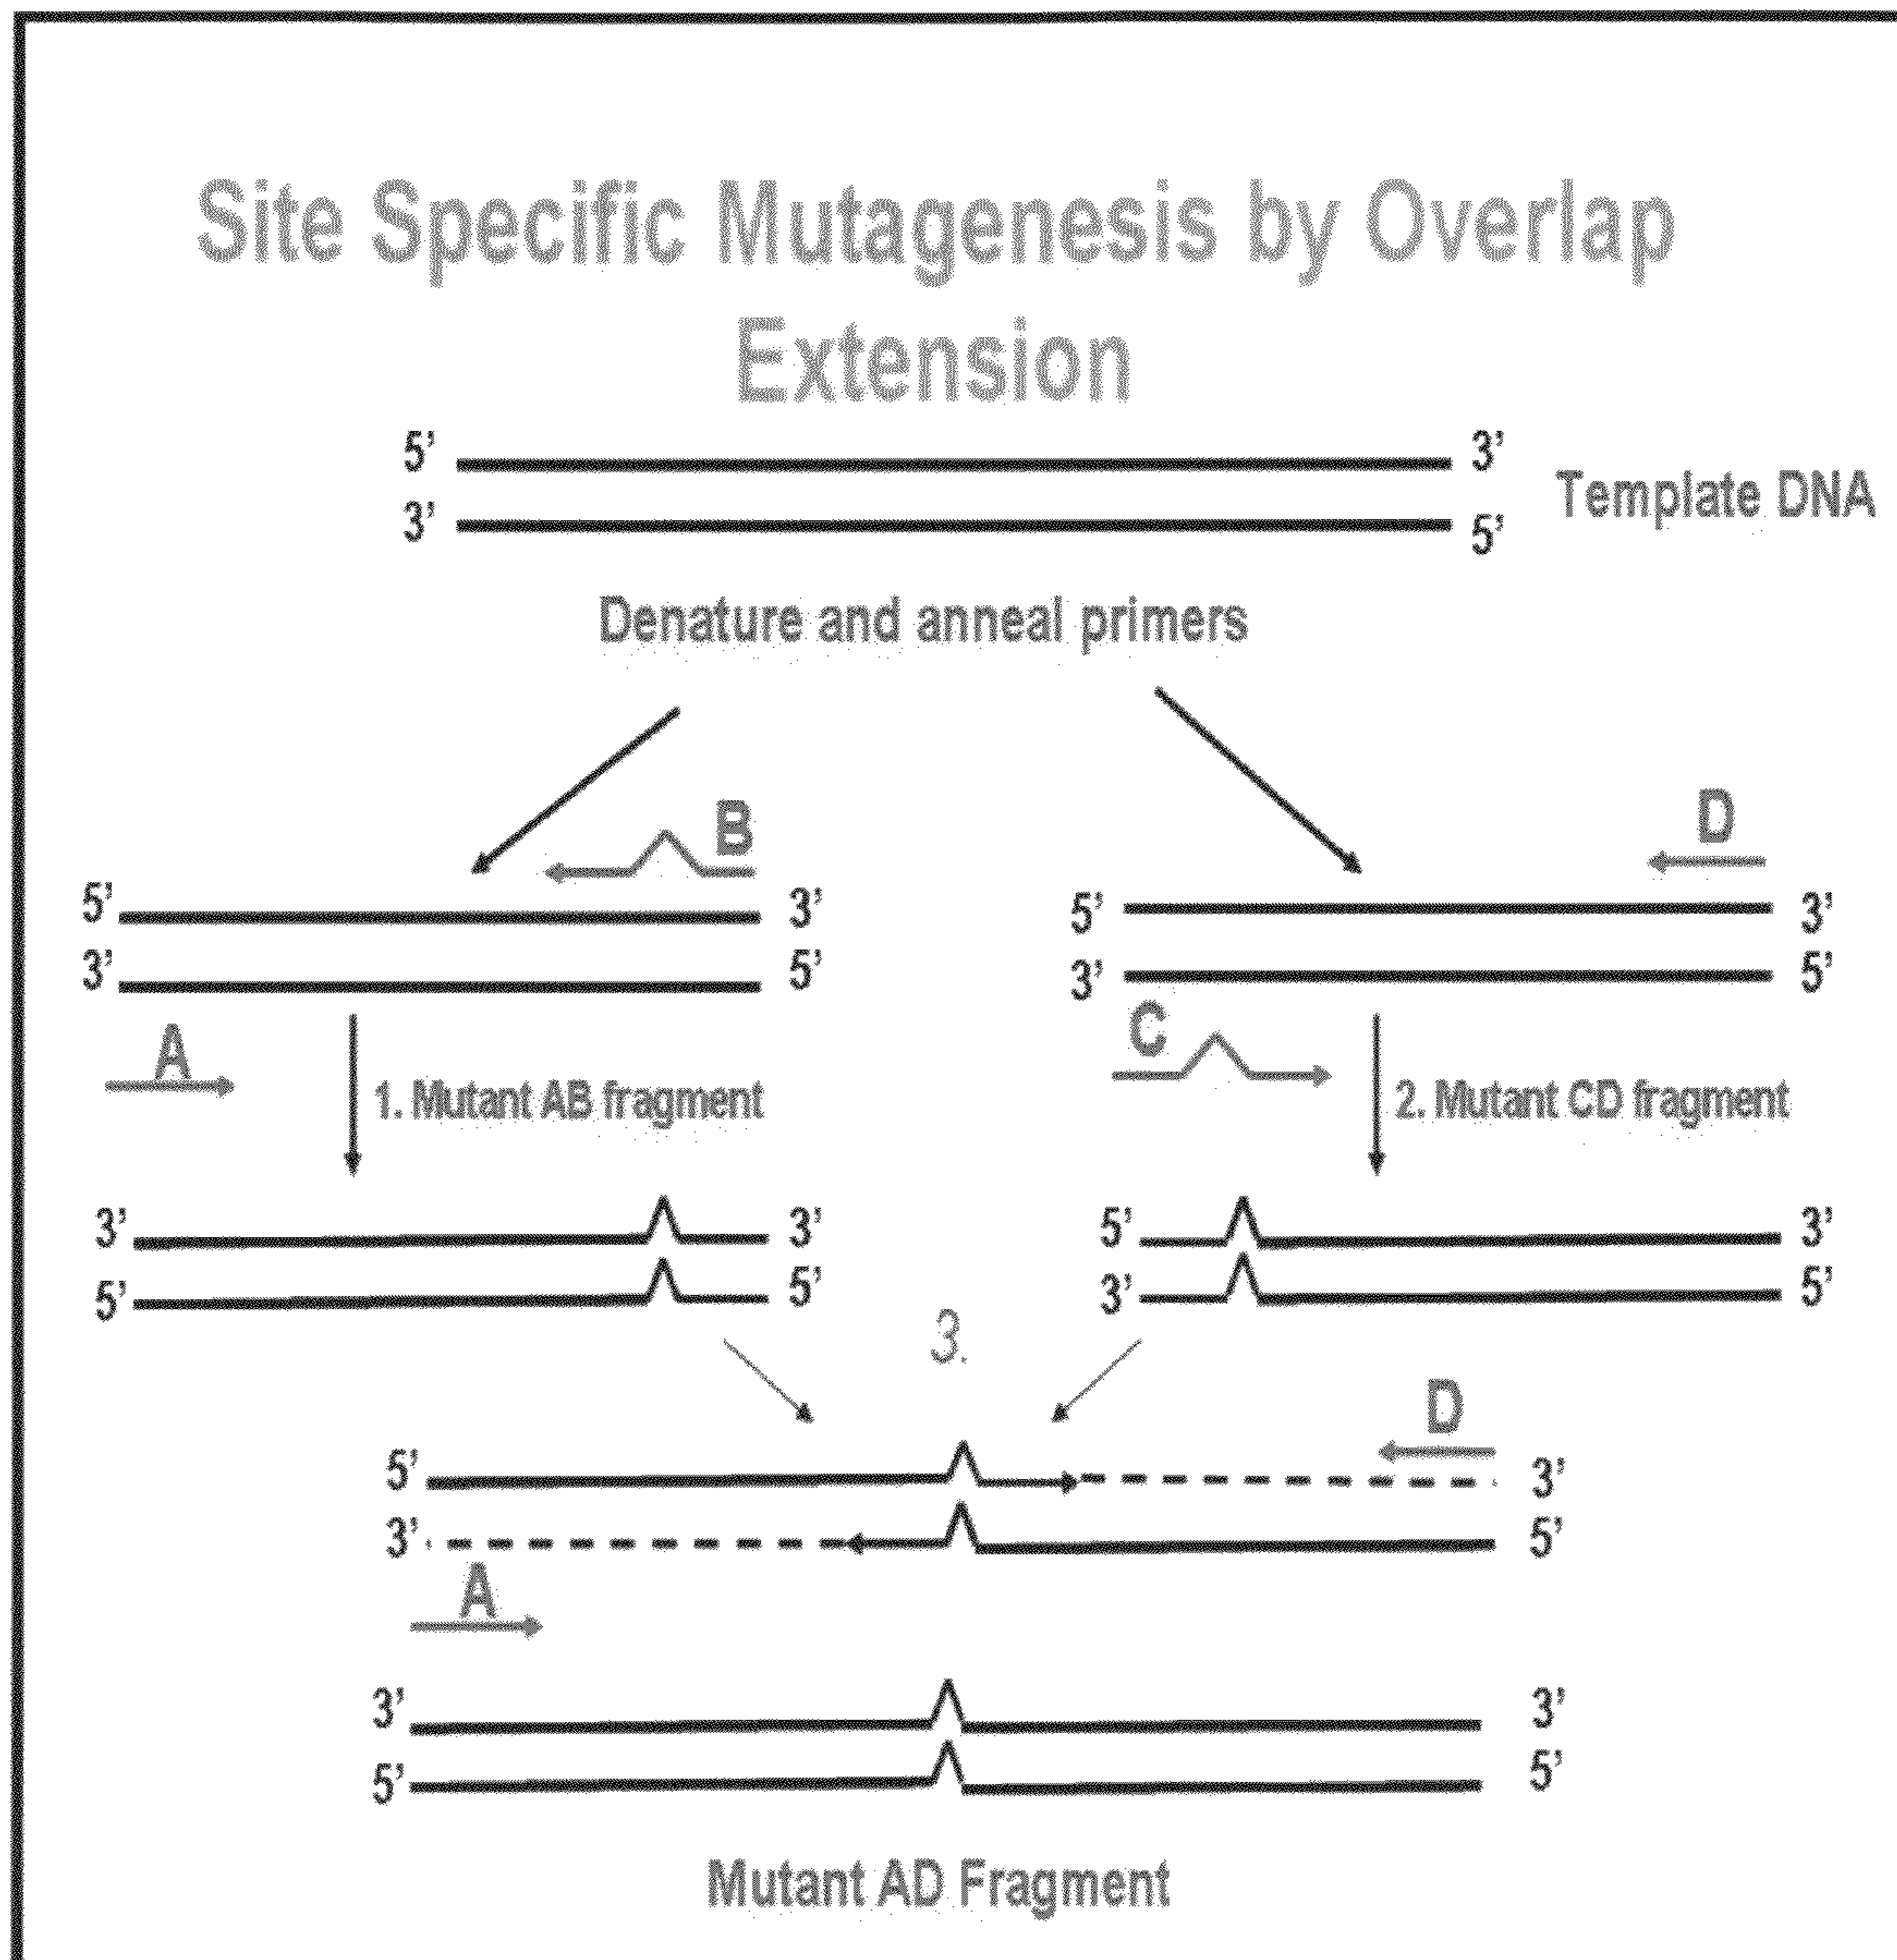 Site Specific Mutagenesis by Overlap
Extension
5’ 3’
Template DNA
3’ 5’
Denature and anneal primers
B D
5’ 3’ 5’ 3’
3’ 5’ 3’ 5’
A C
1. Mutant AB fragment 2. Mutant CD fragment
3’ 3’ 5’ 3’
5’ 5’ 3’ 5’
3.
D
5’ 3’
3’ 5’
A
3’ 3’
5’ 5’
Mutant AD Fragment